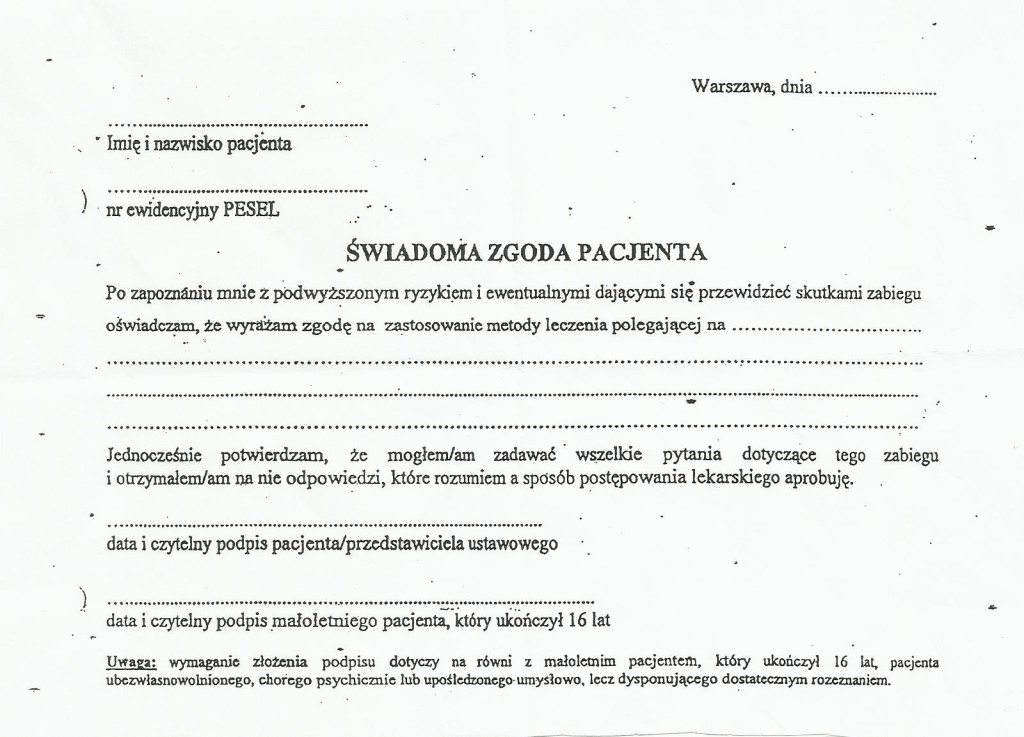 Warszawa, dnia ........................
............................................
Imię i nazwisko pacjenta
............................................
nr ewidencyjny PESEL
ŚWIADOMA ZGODA PACJENTA
Po zapoznaniu mnie z podwyższonym ryzykiem i ewentualnymi dającymi się przewidzieć skutkami zabiegu
oświadczam, że wyrażam zgodę na zastosowanie metody leczenia polegającej na ................................
................................................................................
................................................................................
................................................................................
Jednocześnie potwierdzam, że mogłem/am zadawać wszelkie pytania dotyczące tego zabiegu
i otrzymałem/am na nie odpowiedzi, które rozumiem a sposób postępowania lekarskiego aprobuję.
................................................................................
data i czytelny podpis pacjenta/przedstawiciela ustawowego
................................................................................
data i czytelny podpis małoletniego pacjenta, który ukończył 16 lat
Uwaga: wymaganie złożenia podpisu dotyczy na równi z małoletnim pacjentem, który ukończył 16 lat, pacjenta
ubezwłasnowolnionego, chorego psychicznie lub upośledzonego umysłowo, lecz dysponującego dostatecznym rozeznaniem.